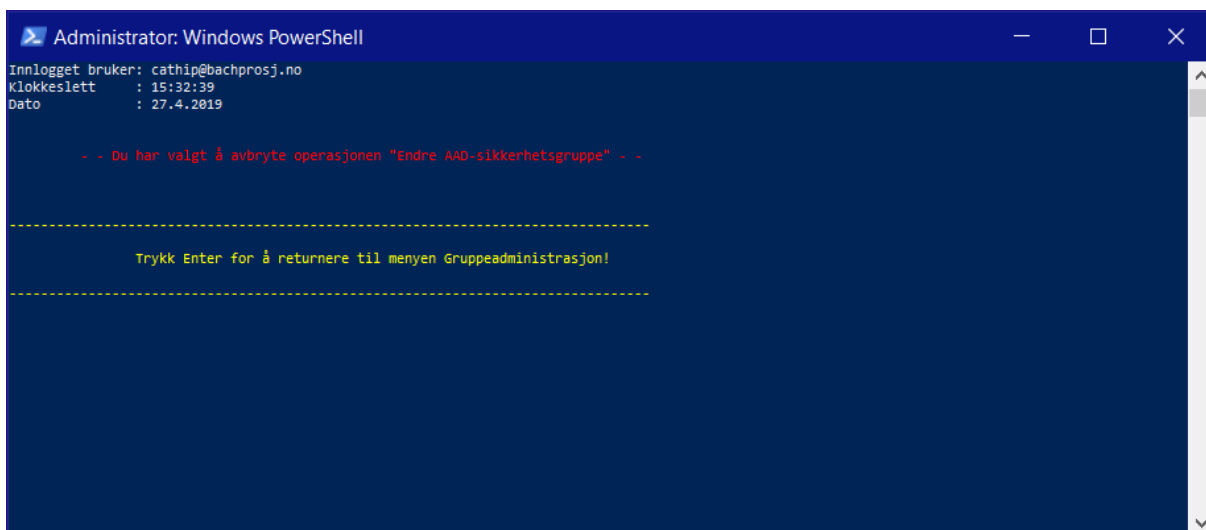 Administrator: Windows PowerShell
Innlogget bruker: cathip@bachprosj.no
Klokkeslett     : 15:32:39
Dato            : 27.4.2019
- - Du har valgt å avbryte operasjonen "Endre AAD-sikkerhetsgruppe" - -
--------------------------------------------------------------------------------
Trykk Enter for å returnere til menyen Gruppeadministrasjon!
--------------------------------------------------------------------------------